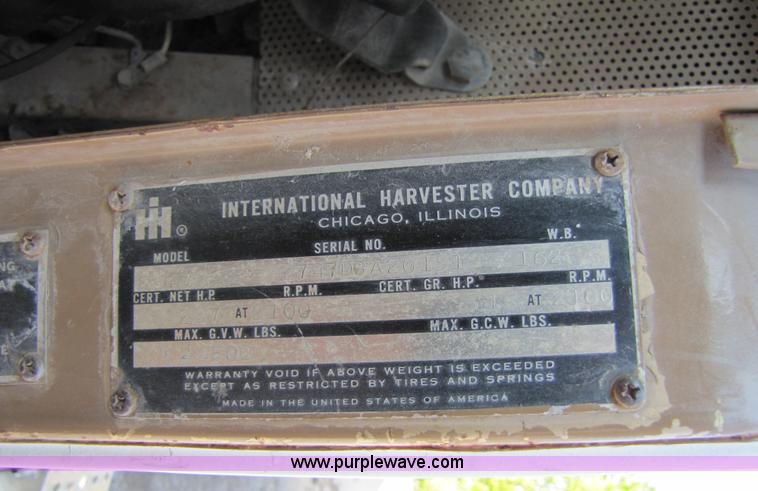 INTERNATIONAL HARVESTER COMPANY
CHICAGO, ILLINOIS
IH ®
MODEL SERIAL NO. W.B.
CERT. NET H.P. R.P.M. CERT. GR. H.P. R.P.M.
AT AT
MAX. G.V.W. LBS. MAX. G.C.W. LBS.
WARRANTY VOID IF ABOVE WEIGHT IS EXCEEDED
EXCEPT AS RESTRICTED BY TIRES AND SPRINGS
MADE IN THE UNITED STATES OF AMERICA
www.purplewave.com